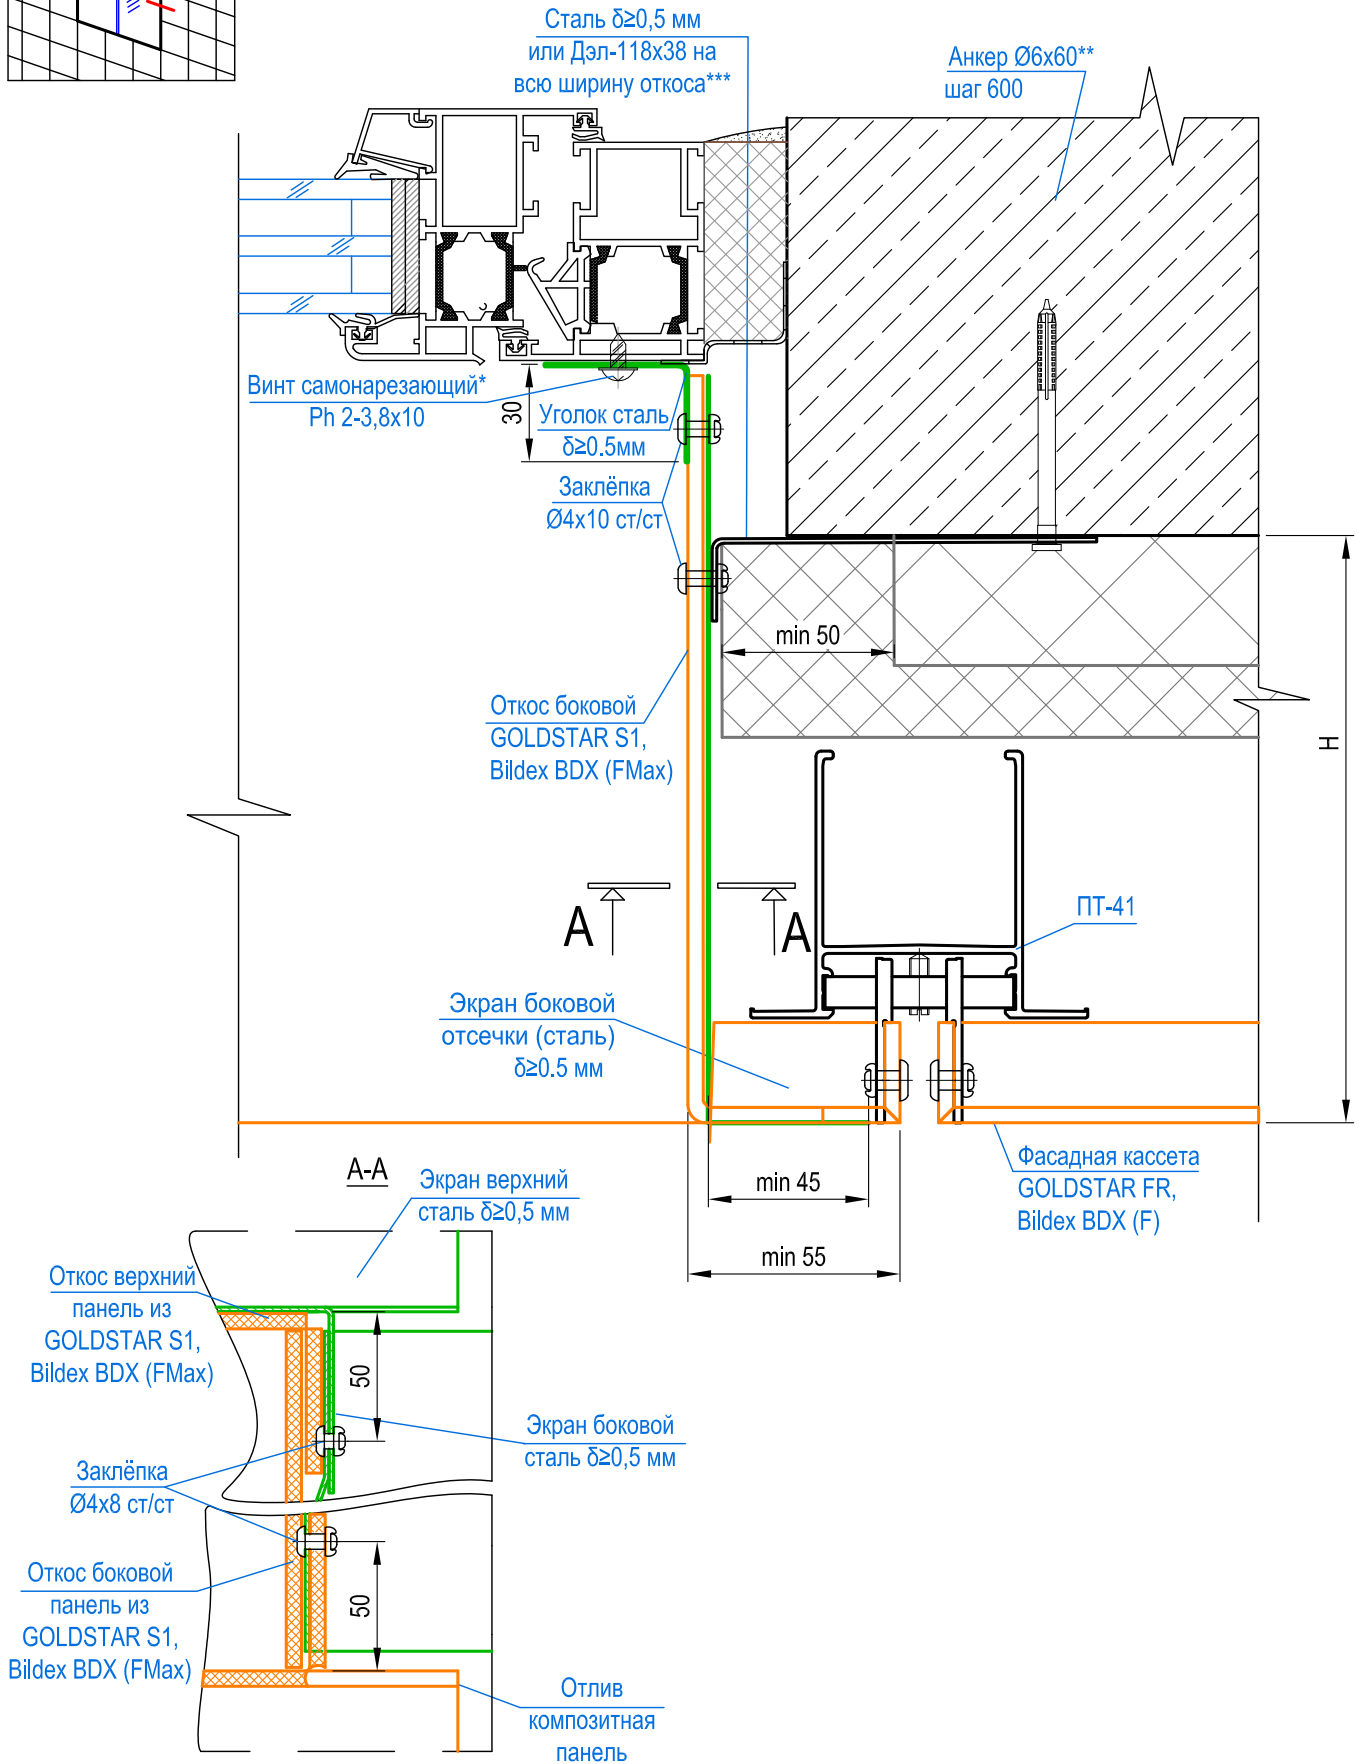 Сталь δ≥0,5 мм
или Дэл-118х38 на
всю ширину откоса***
Анкер Ø6х60**
шаг 600
Винт самонарезающий*
Ph 2-3,8х10
30
Уголок сталь
δ≥0.5мм
Заклёпка
Ø4х10 ст/ст
min 50
Откос боковой
GOLDSTAR S1,
Bildex BDX (FMax)
H
A
A
ПТ-41
Экран боковой
отсечки (сталь)
δ≥0.5 мм
Фасадная кассета
GOLDSTAR FR,
Bildex BDX (F)
min 45
min 55
А-А
Экран верхний
сталь δ≥0,5 мм
Откос верхний
панель из
GOLDSTAR S1,
Bildex BDX (FMax)
50
Экран боковой
сталь δ≥0,5 мм
Заклёпка
Ø4х8 ст/ст
Откос боковой
панель из
GOLDSTAR S1,
Bildex BDX (FMax)
50
Отлив
композитная
панель